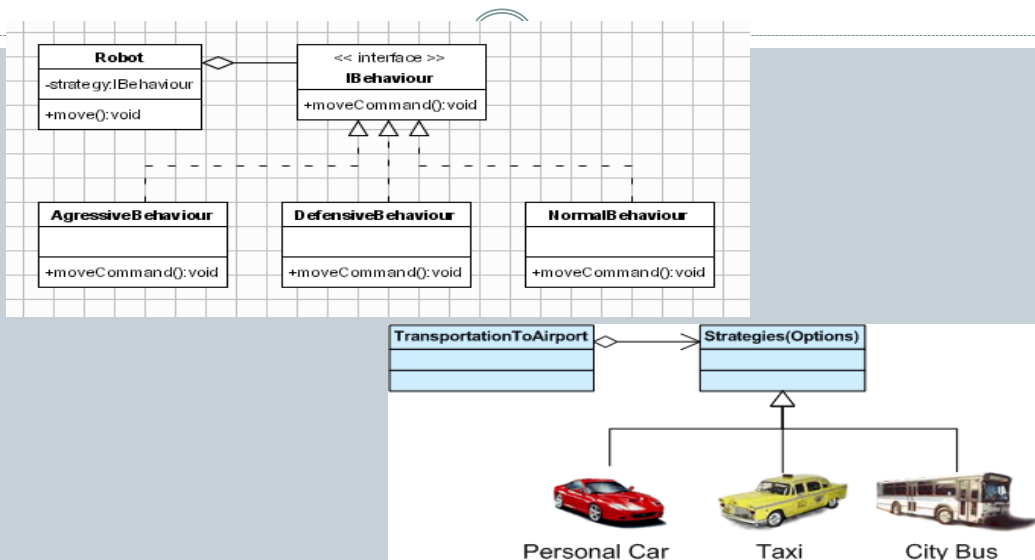 Robot
-strategy:IBehaviour
+move():void
<< interface >>
IBehaviour
+moveCommand():void
AgressiveBehaviour
+moveCommand():void
DefensiveBehaviour
+moveCommand():void
NormalBehaviour
+moveCommand():void
TransportationToAirport
Strategies(Options)
Personal Car
Taxi
City Bus